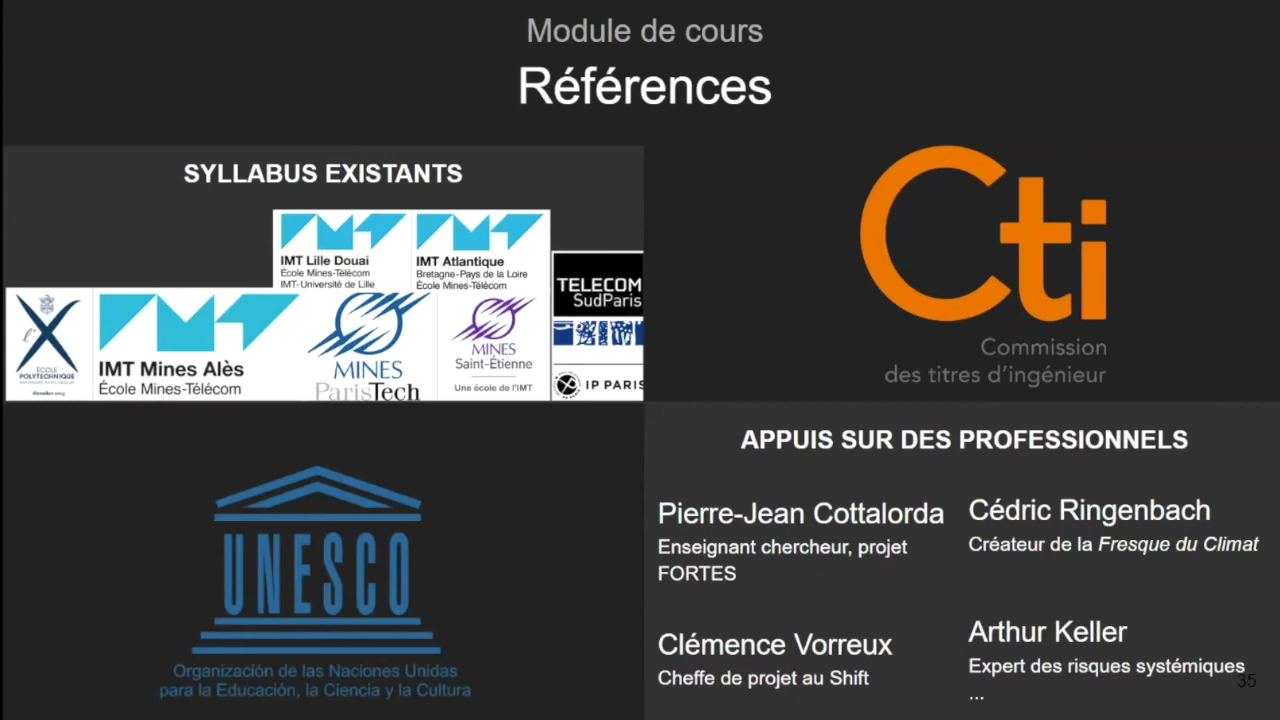 Module de cours
Références
SYLLABUS EXISTANTS
IMT Lille Douai
École Mines-Télécom
IMT-Université de Lille
IMT Atlantique
Bretagne-Pays de la Loire
École Mines-Télécom
TELECOM
SudParis
ÉCOLE
POLYTECHNIQUE
IMT Mines Alès
École Mines-Télécom
MINES
ParisTech
MINES
Saint-Étienne
Une école de l'IMT
IP PARIS
Cti
Commission
des titres d'ingénieur
UNESCO
Organización de las Naciones Unidas
para la Educación, la Ciencia y la Cultura
APPUIS SUR DES PROFESSIONNELS
Pierre-Jean Cottalorda
Enseignant chercheur, projet
FORTES
Cédric Ringenbach
Créateur de la Fresque du Climat
Clémence Vorreux
Cheffe de projet au Shift
Arthur Keller
Expert des risques systémiques
...
35